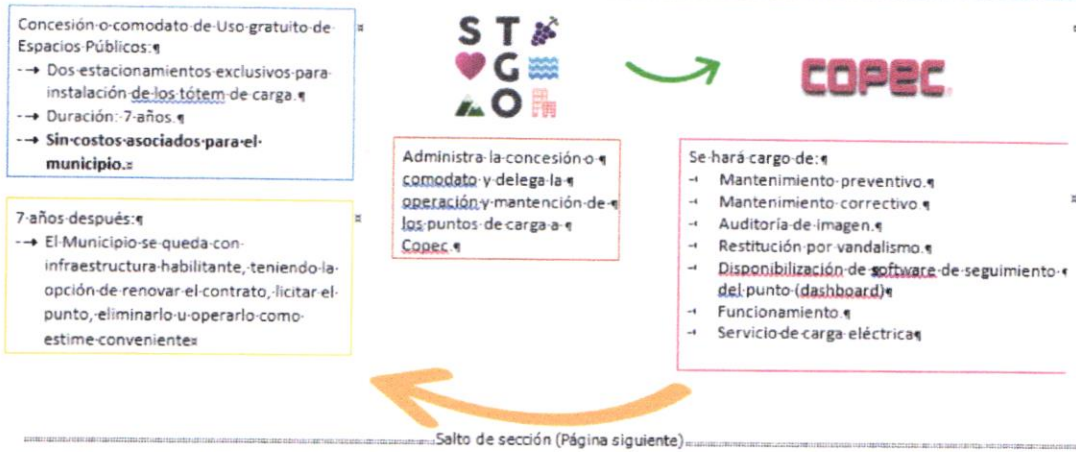 Concesión o comodato de Uso gratuito de
Espacios Públicos:
Dos estacionamientos exclusivos para
instalación de los tótem de carga.
Duración: 7 años.
Sin costos asociados para el
municipio.
7 años después:
El Municipio se queda con
infraestructura habilitante, teniendo la
opción de renovar el contrato, licitar el
punto, eliminarlo u operarlo como
estime conveniente
S T
G
O
Administra la concesión o
comodato y delega la
operación y mantención de
los puntos de carga a
Copec.
COPEC
Se hará cargo de:
Mantenimiento preventivo.
Mantenimiento correctivo.
Auditoría de imagen.
Restitución por vandalismo.
Disponibilización de software de seguimiento
del punto (dashboard)
Funcionamiento.
Servicio de carga eléctrica
Salto de sección (Página siguiente)